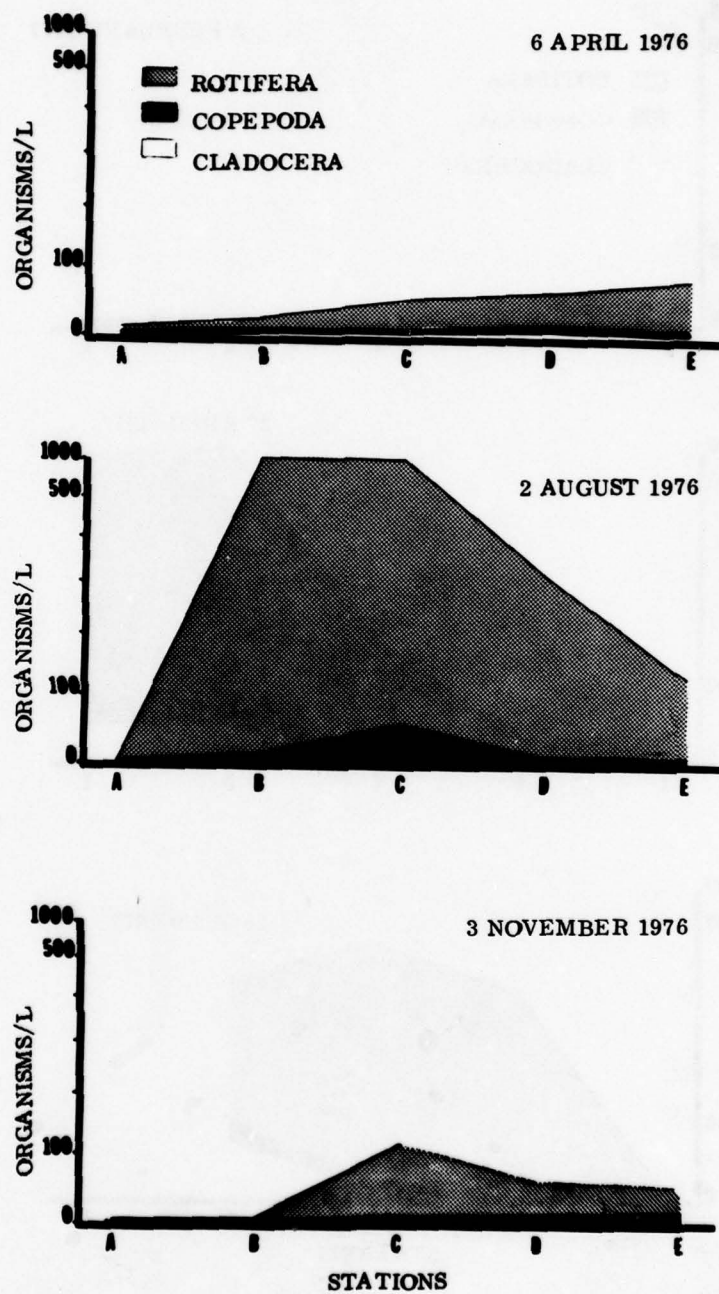 6 APRIL 1976
1000
500
100
0
ORGANISMS/L
ROTIFERA
COPEPODA
CLADOCERA
A B C D E
2 AUGUST 1976
1000
500
100
0
ORGANISMS/L
A B C D E
3 NOVEMBER 1976
1000
500
100
0
ORGANISMS/L
A B C D E
STATIONS